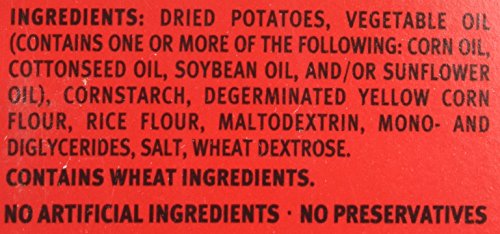 INGREDIENTS: DRIED POTATOES, VEGETABLE OIL
(CONTAINS ONE OR MORE OF THE FOLLOWING: CORN OIL,
COTTONSEED OIL, SOYBEAN OIL, AND/OR SUNFLOWER
OIL), CORNSTARCH, DEGERMINATED YELLOW CORN
FLOUR, RICE FLOUR, MALTODEXTRIN, MONO- AND
DIGLYCERIDES, SALT, WHEAT DEXTROSE.
CONTAINS WHEAT INGREDIENTS.
NO ARTIFICIAL INGREDIENTS · NO PRESERVATIVES